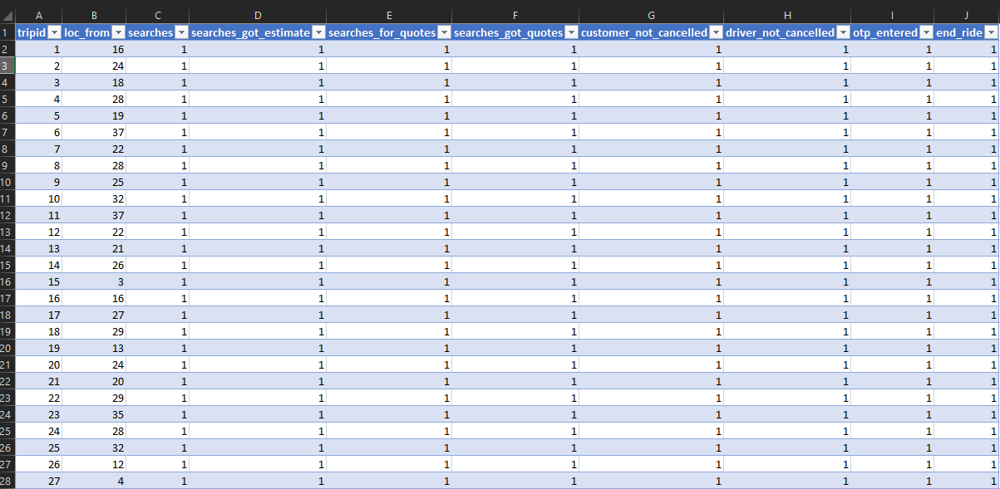 A B C D E F G H I J
1 tripid loc_from searches searches_got_estimate searches_for_quotes searches_got_quotes customer_not_cancelled driver_not_cancelled otp_entered end_ride
2 1 16 1 1 1 1 1 1 1 1
3 2 24 1 1 1 1 1 1 1 1
4 3 18 1 1 1 1 1 1 1 1
5 4 28 1 1 1 1 1 1 1 1
6 5 19 1 1 1 1 1 1 1 1
7 6 37 1 1 1 1 1 1 1 1
8 7 22 1 1 1 1 1 1 1 1
9 8 28 1 1 1 1 1 1 1 1
10 9 25 1 1 1 1 1 1 1 1
11 10 32 1 1 1 1 1 1 1 1
12 11 37 1 1 1 1 1 1 1 1
13 12 22 1 1 1 1 1 1 1 1
14 13 21 1 1 1 1 1 1 1 1
15 14 26 1 1 1 1 1 1 1 1
16 15 3 1 1 1 1 1 1 1 1
17 16 16 1 1 1 1 1 1 1 1
18 17 27 1 1 1 1 1 1 1 1
19 18 29 1 1 1 1 1 1 1 1
20 19 13 1 1 1 1 1 1 1 1
21 20 24 1 1 1 1 1 1 1 1
22 21 20 1 1 1 1 1 1 1 1
23 22 29 1 1 1 1 1 1 1 1
24 23 35 1 1 1 1 1 1 1 1
25 24 28 1 1 1 1 1 1 1 1
26 25 32 1 1 1 1 1 1 1 1
27 26 12 1 1 1 1 1 1 1 1
28 27 4 1 1 1 1 1 1 1 1